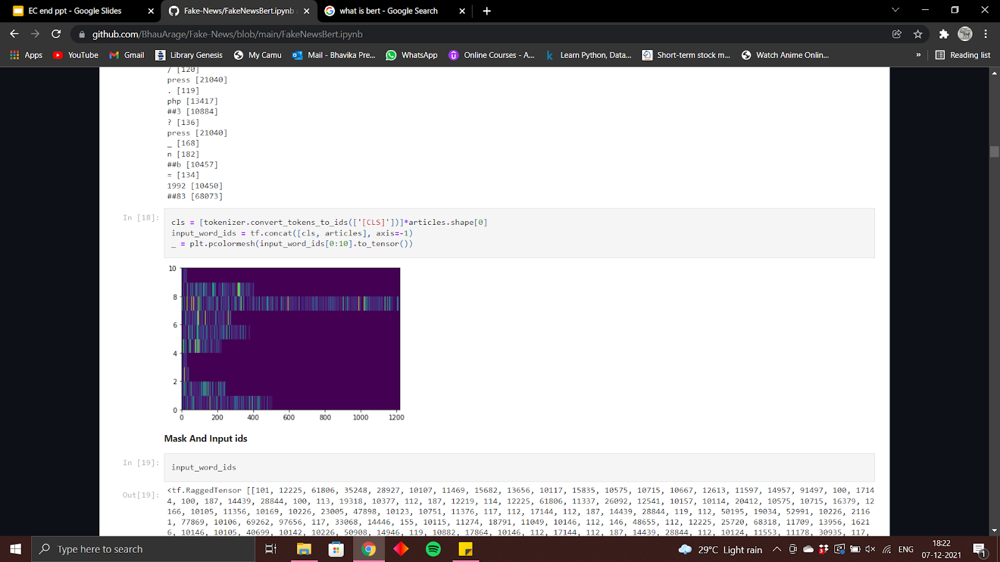 EC end ppt - Google Slides
Fake-News/FakeNewsBert.ipynb
what is bert - Google Search
github.com/BhauArage/Fake-News/blob/main/FakeNewsBert.ipynb
Apps YouTube Gmail Library Genesis My Camu Mail - Bhavika Pre... WhatsApp Online Courses - A... Learn Python, Data... Short-term stock m... Watch Anime Onlin... » Reading list
/ [120]
press [21040]
. [119]
php [13417]
##3 [10884]
? [136]
press [21040]
_ [168]
n [182]
##b [10457]
= [134]
1992 [10450]
##83 [68073]
In [18]:
cls = [tokenizer.convert_tokens_to_ids(['[CLS]'])]*articles.shape[0]
input_word_ids = tf.concat([cls, articles], axis=-1)
_ = plt.pcolormesh(input_word_ids[0:10].to_tensor())
10
8
6
4
2
0
0 200 400 600 800 1000 1200
Mask And Input ids
In [19]:
input_word_ids
Out[19]:
<tf.RaggedTensor [[101, 12225, 61806, 35248, 28927, 10107, 11469, 15682, 13656, 10117, 15835, 10575, 10715, 10667, 12613, 11597, 14957, 91497, 100, 1714
4, 100, 187, 14439, 28844, 100, 113, 19318, 10377, 112, 187, 12219, 114, 12225, 61806, 11337, 26092, 12541, 10157, 10114, 20412, 10575, 10715, 16379, 12
166, 10105, 11356, 10169, 10226, 23005, 47898, 10123, 10751, 11376, 117, 112, 17144, 112, 187, 14439, 28844, 119, 112, 50195, 19034, 52991, 10226, 2116
1, 77869, 10106, 69262, 97656, 117, 33068, 14446, 155, 10115, 11274, 18791, 11049, 10146, 112, 146, 48655, 112, 12225, 25720, 68318, 11709, 13956, 1621
6, 10146, 10105, 40699, 10142, 10226, 50908, 14946, 119, 10882, 17864, 10146, 112, 17144, 112, 187, 14439, 28844, 112, 10124, 11553, 11178, 30935, 117,
Type here to search
29°C Light rain
ENG
18:22
07-12-2021
1